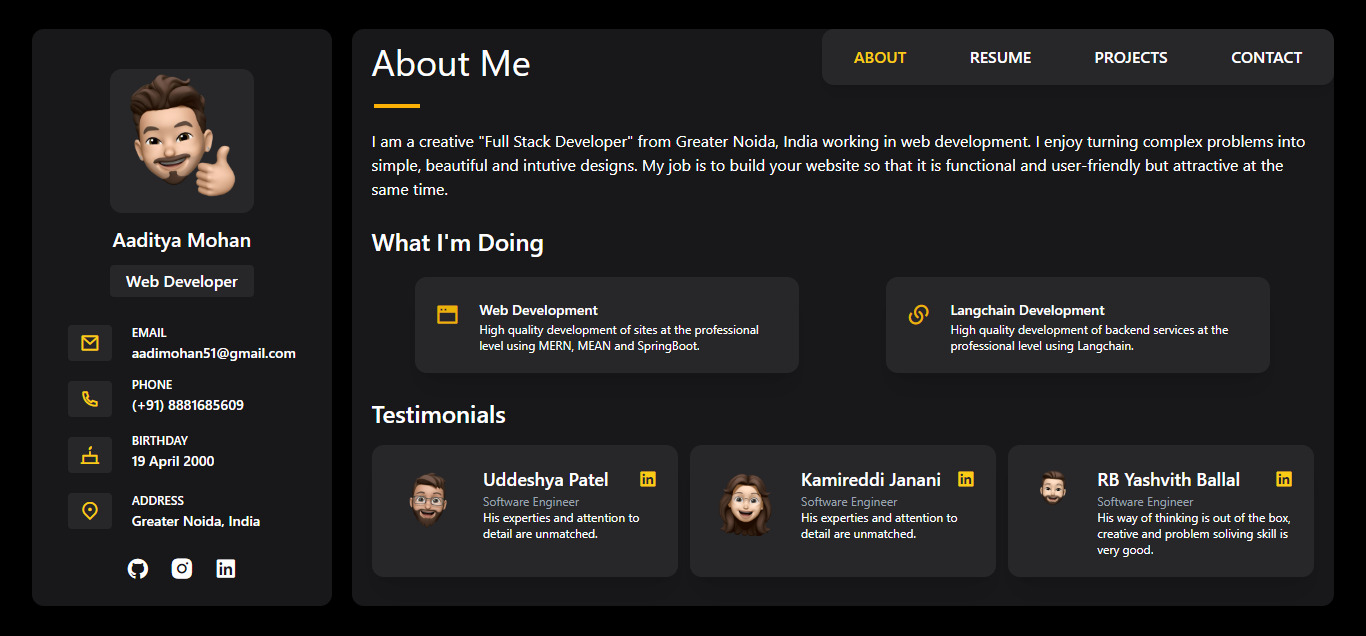 Aaditya Mohan
Web Developer
EMAIL
aadimohan51@gmail.com
PHONE
(+91) 8881685609
BIRTHDAY
19 April 2000
ADDRESS
Greater Noida, India
in
About Me
ABOUT RESUME PROJECTS CONTACT
I am a creative "Full Stack Developer" from Greater Noida, India working in web development. I enjoy turning complex problems into
simple, beautiful and intutive designs. My job is to build your website so that it is functional and user-friendly but attractive at the
same time.
What I'm Doing
Web Development
High quality development of sites at the professional
level using MERN, MEAN and SpringBoot.
Langchain Development
High quality development of backend services at the
professional level using Langchain.
Testimonials
Uddeshya Patel in
Software Engineer
His experties and attention to
detail are unmatched.
Kamireddi Janani in
Software Engineer
His experties and attention to
detail are unmatched.
RB Yashvith Ballal in
Software Engineer
His way of thinking is out of the box,
creative and problem soliving skill is
very good.